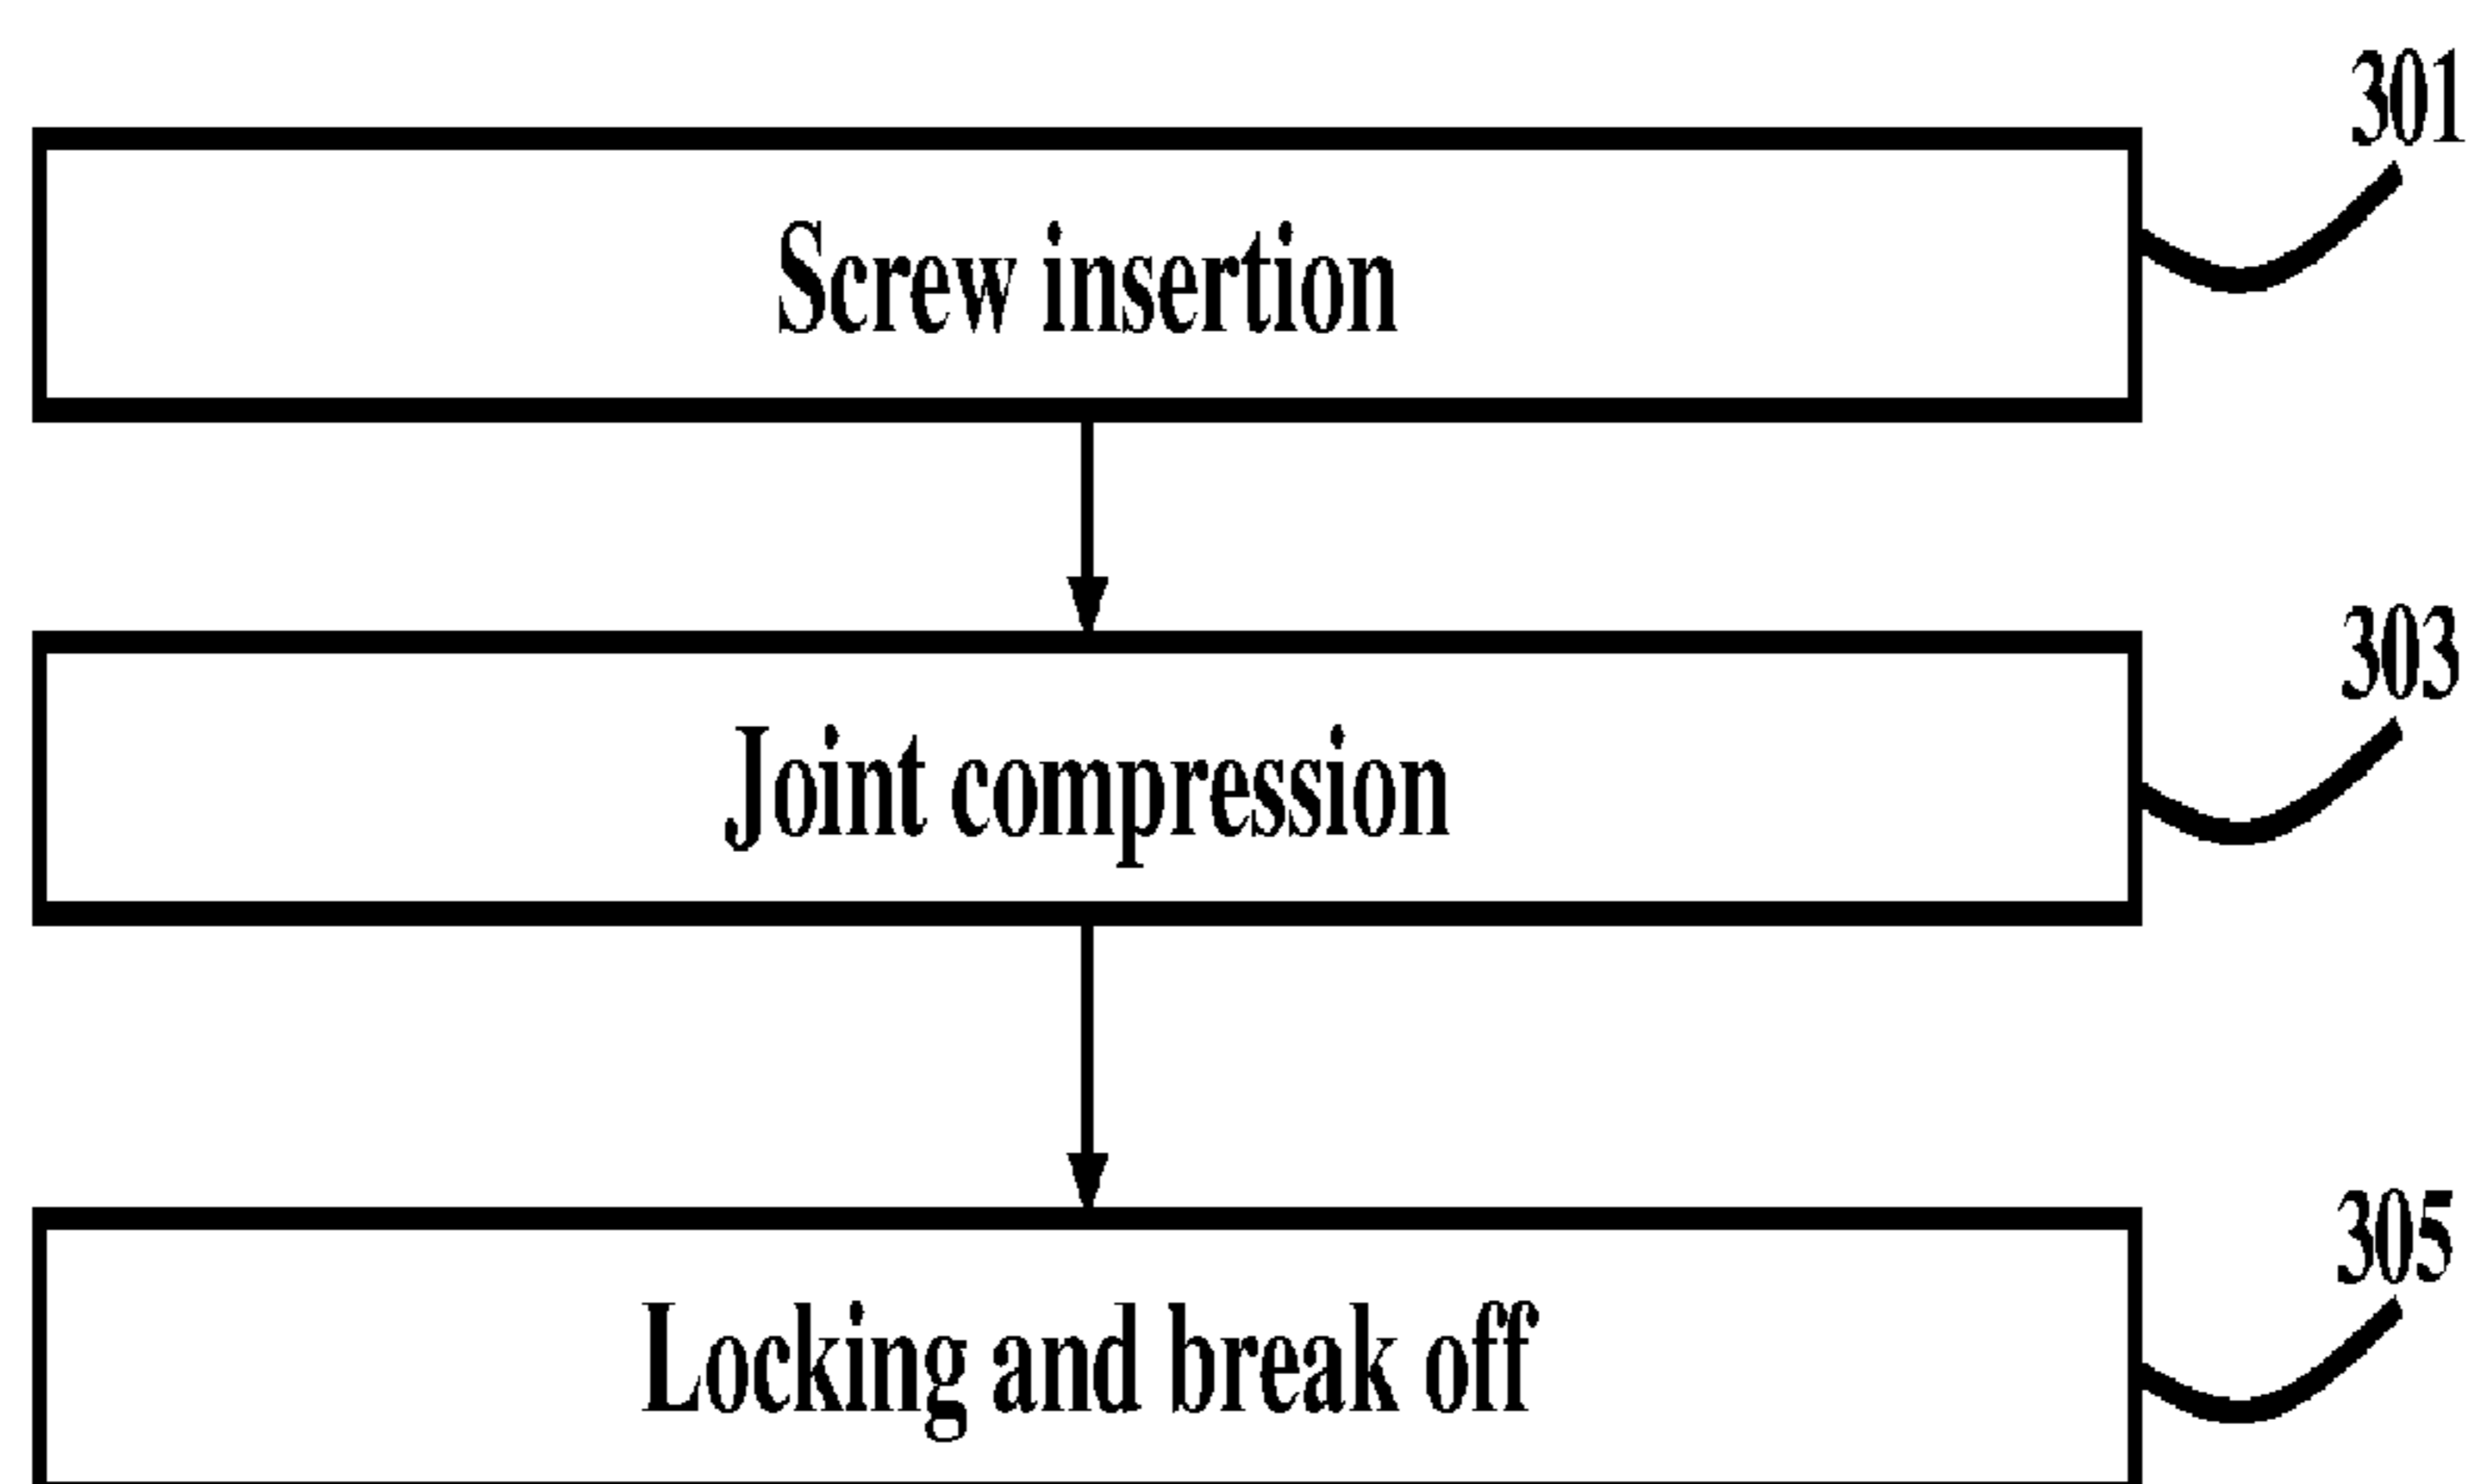 301
Screw insertion
303
Joint compression
305
Locking and break off